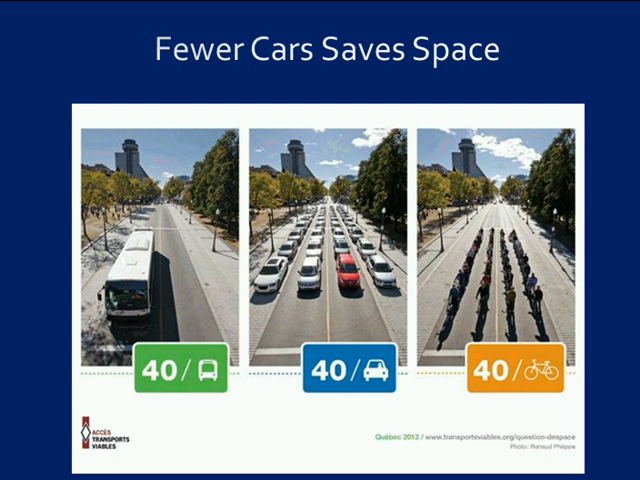 Fewer Cars Saves Space
40/
40/
40/
ACCÈS
TRANSPORTS
VIABLES
Québec 2012 / www.transportsviables.org/question-despace
Photo: Renaud Philippe